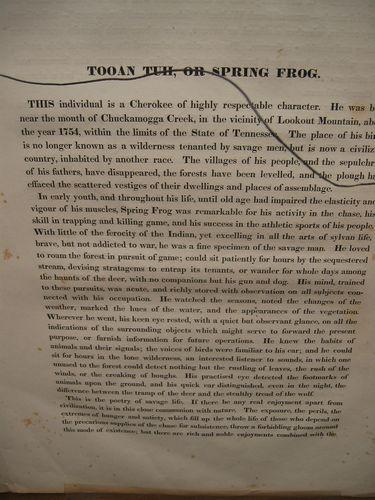 TOOAN TUH, OR SPRING FROG.
THIS individual is a Cherokee of highly respectable character. He was b
near the mouth of Chuckamogga Creek, in the vicinity of Lookout Mountain, abo
the year 1754, within the limits of the State of Tennessee. The place of his bir
is no longer known as a wilderness tenanted by savage men, but is now a civiliz
country, inhabited by another race. The villages of his people, and the sepulchr
of his fathers, have disappeared, the forests have been levelled, and the plough h
effaced the scattered vestiges of their dwellings and places of assemblage.
In early youth, and throughout his life, until old age had impaired the elasticity and
vigour of his muscles, Spring Frog was remarkable for his activity in the chase, his
skill in trapping and killing game, and his success in the athletic sports of his people.
With little of the ferocity of the Indian, yet excelling in all the arts of sylvan life,
brave, but not addicted to war, he was a fine specimen of the savage man. He loved
to roam the forest in pursuit of game; could sit patiently for hours by the sequestered
stream, devising stratagems to entrap its tenants, or wander for whole days among
the haunts of the deer, with no companions but his gun and dog. His mind, trained
to these pursuits, was acute, and richly stored with observation on all subjects con-
nected with his occupation. He watched the seasons, noted the changes of the
weather, marked the hues of the water, and the appearances of the vegetation.
Wherever he went, his keen eye rested, with a quiet but observant glance, on all the
indications of the surrounding objects which might serve to forward the present
purpose, or furnish information for future operations. He knew the habits of
animals and their signals; the voices of birds were familiar to his ear; and he could
sit for hours in the lone wilderness, an interested listener to sounds, in which one
unused to the forest could detect nothing but the rustling of leaves, the rush of the
winds, or the creaking of boughs. His practised eye detected the footmarks of
animals upon the ground, and his quick ear distinguished, even in the night, the
difference between the tramp of the deer and the stealthy tread of the wolf.
This is the poetry of savage life. If there be any real enjoyment apart from
civilization, it is in this close communion with nature. The exposure, the perils, the
extremes of hunger and satiety, which fill up the whole life of those who depend on
the precarious supplies of the chase for subsistence, throw a forbidding gloom around
this mode of existence; but there are rich and noble enjoyments combined with the